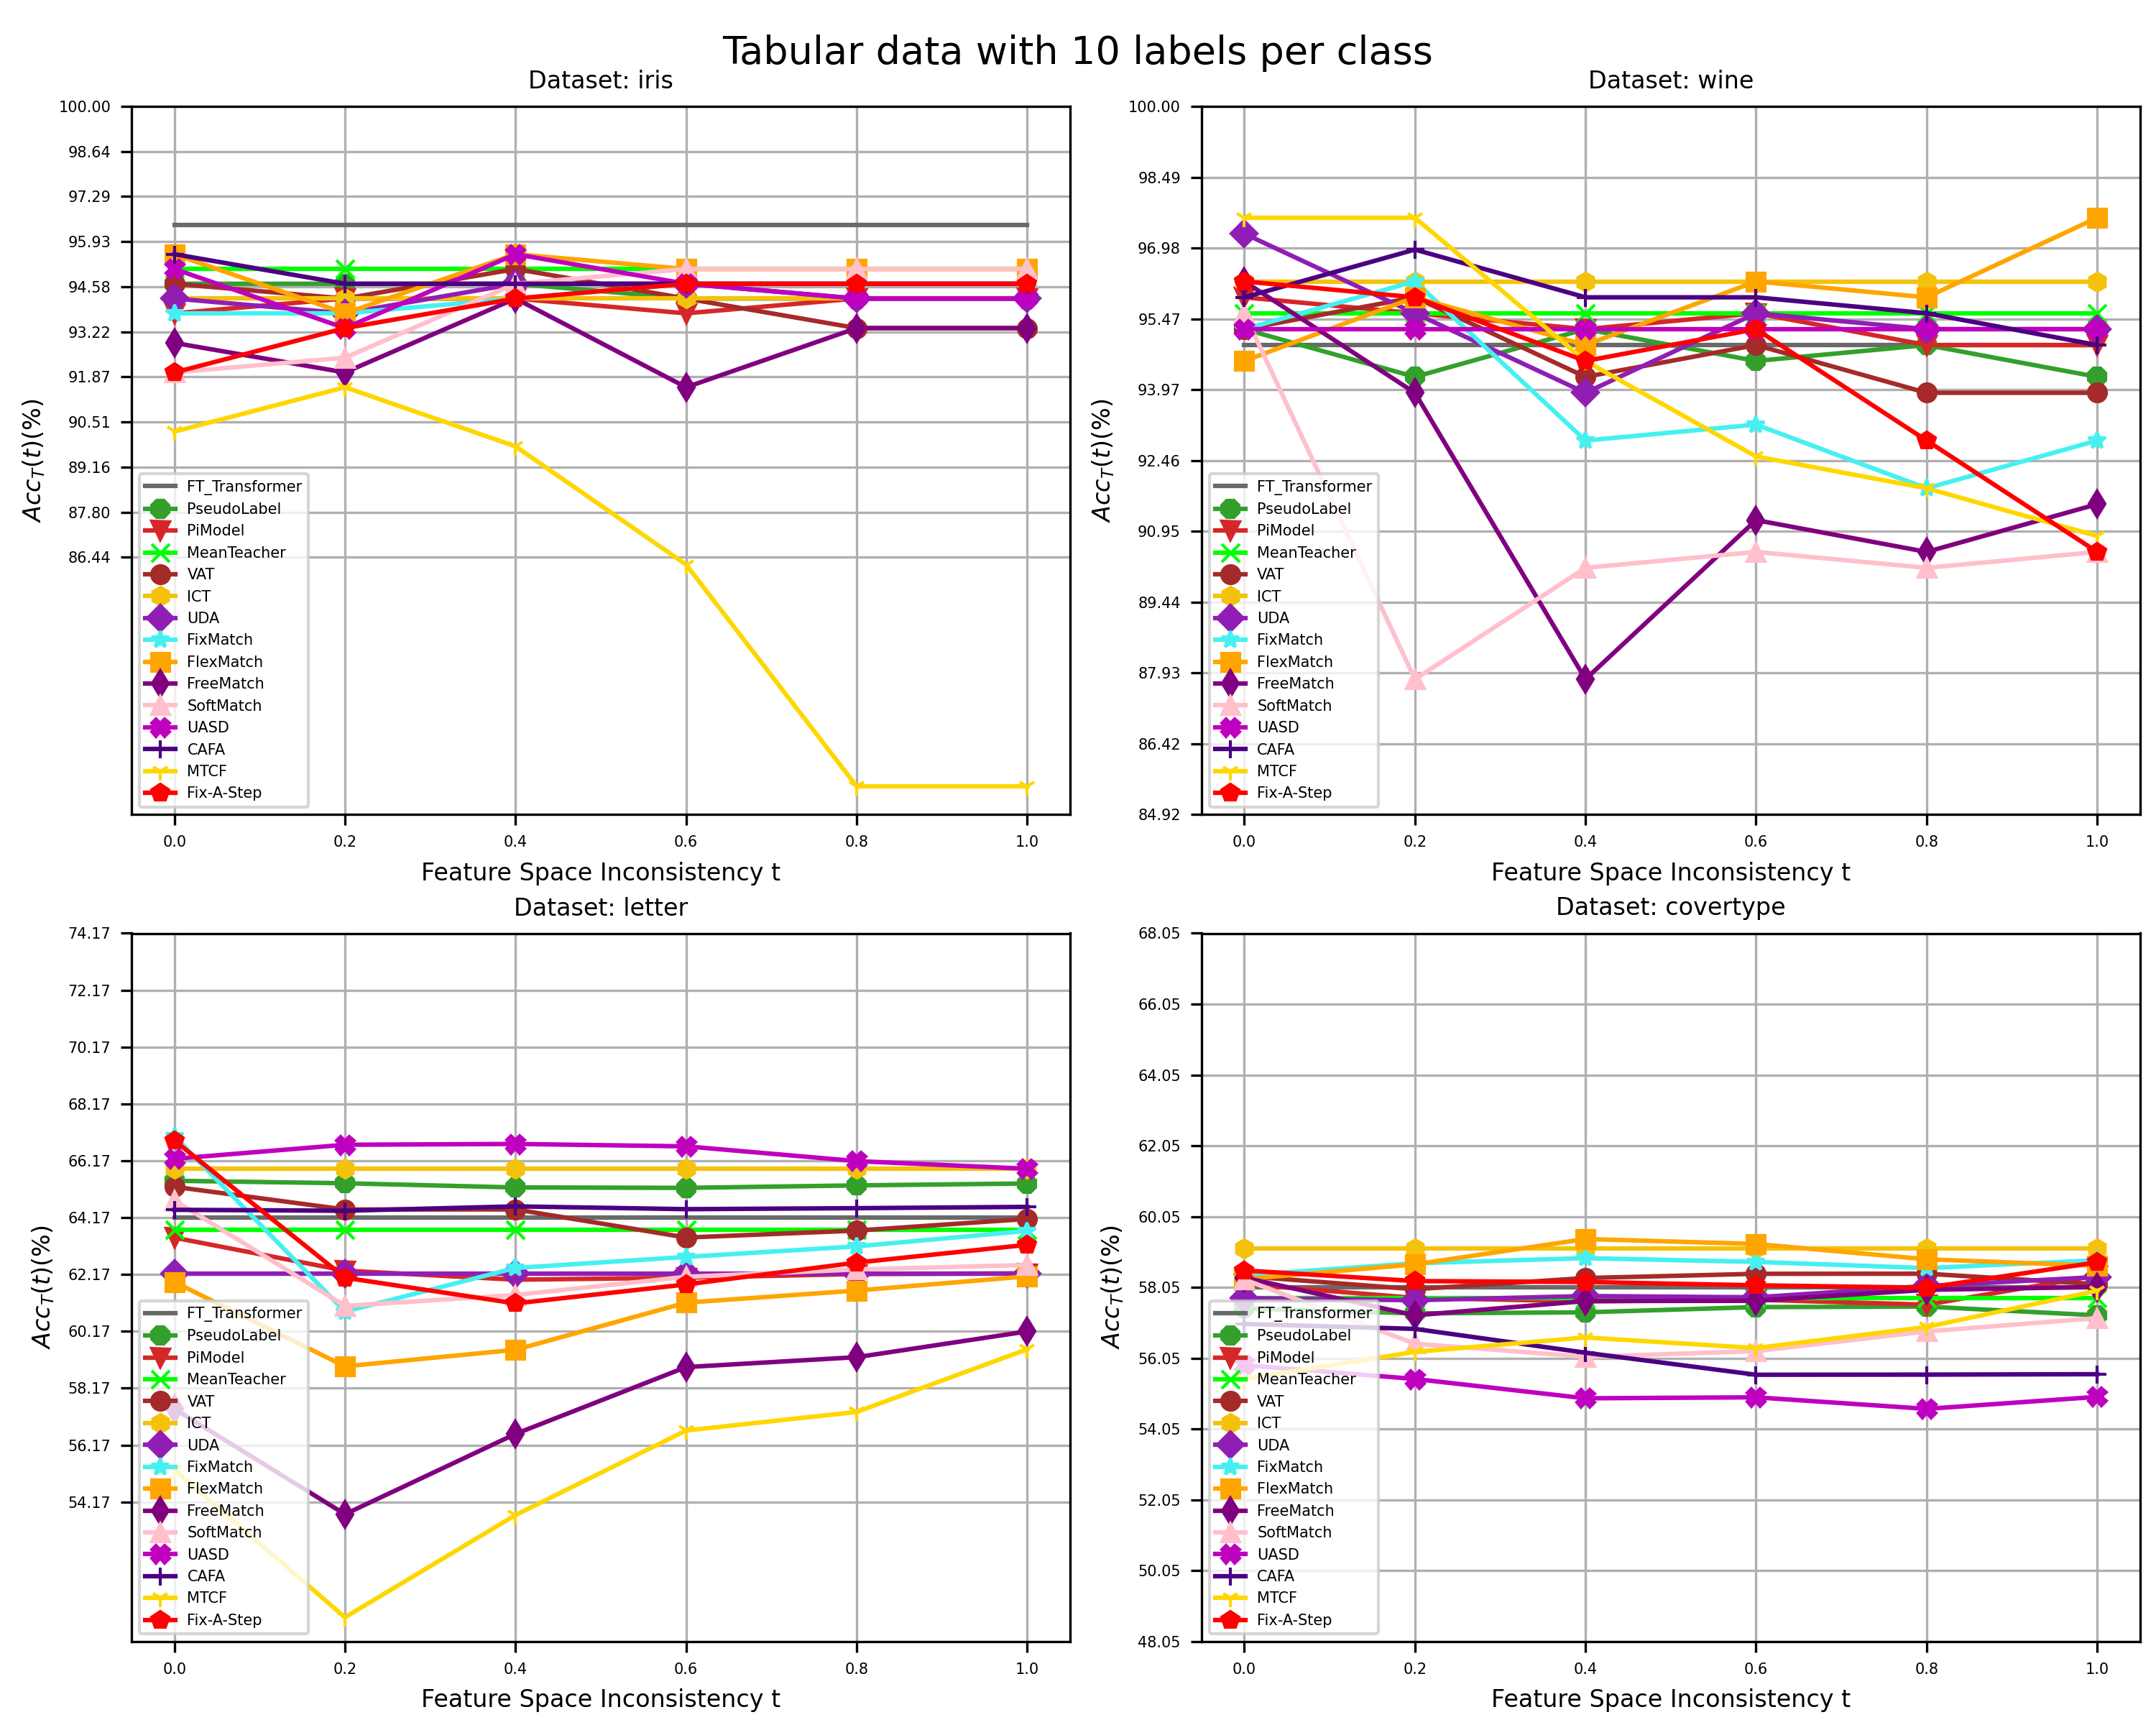 Tabular data with 10 labels per class
Dataset: iris
100.00
98.64
97.29
95.93
94.58
93.22
91.87
90.51
89.16
87.80
86.44
Acc_T(t)(%)
FT_Transformer
PseudoLabel
PiModel
MeanTeacher
VAT
ICT
UDA
FixMatch
FlexMatch
FreeMatch
SoftMatch
UASD
CAFA
MTCF
Fix-A-Step
0.0 0.2 0.4 0.6 0.8 1.0
Feature Space Inconsistency t
Dataset: wine
100.00
98.49
96.98
95.47
93.97
92.46
90.95
89.44
87.93
86.42
84.92
Acc_T(t)(%)
FT_Transformer
PseudoLabel
PiModel
MeanTeacher
VAT
ICT
UDA
FixMatch
FlexMatch
FreeMatch
SoftMatch
UASD
CAFA
MTCF
Fix-A-Step
0.0 0.2 0.4 0.6 0.8 1.0
Feature Space Inconsistency t
Dataset: letter
74.17
72.17
70.17
68.17
66.17
64.17
62.17
60.17
58.17
56.17
54.17
Acc_T(t)(%)
FT_Transformer
PseudoLabel
PiModel
MeanTeacher
VAT
ICT
UDA
FixMatch
FlexMatch
FreeMatch
SoftMatch
UASD
CAFA
MTCF
Fix-A-Step
0.0 0.2 0.4 0.6 0.8 1.0
Feature Space Inconsistency t
Dataset: covertype
68.05
66.05
64.05
62.05
60.05
58.05
56.05
54.05
52.05
50.05
48.05
Acc_T(t)(%)
FT_Transformer
PseudoLabel
PiModel
MeanTeacher
VAT
ICT
UDA
FixMatch
FlexMatch
FreeMatch
SoftMatch
UASD
CAFA
MTCF
Fix-A-Step
0.0 0.2 0.4 0.6 0.8 1.0
Feature Space Inconsistency t